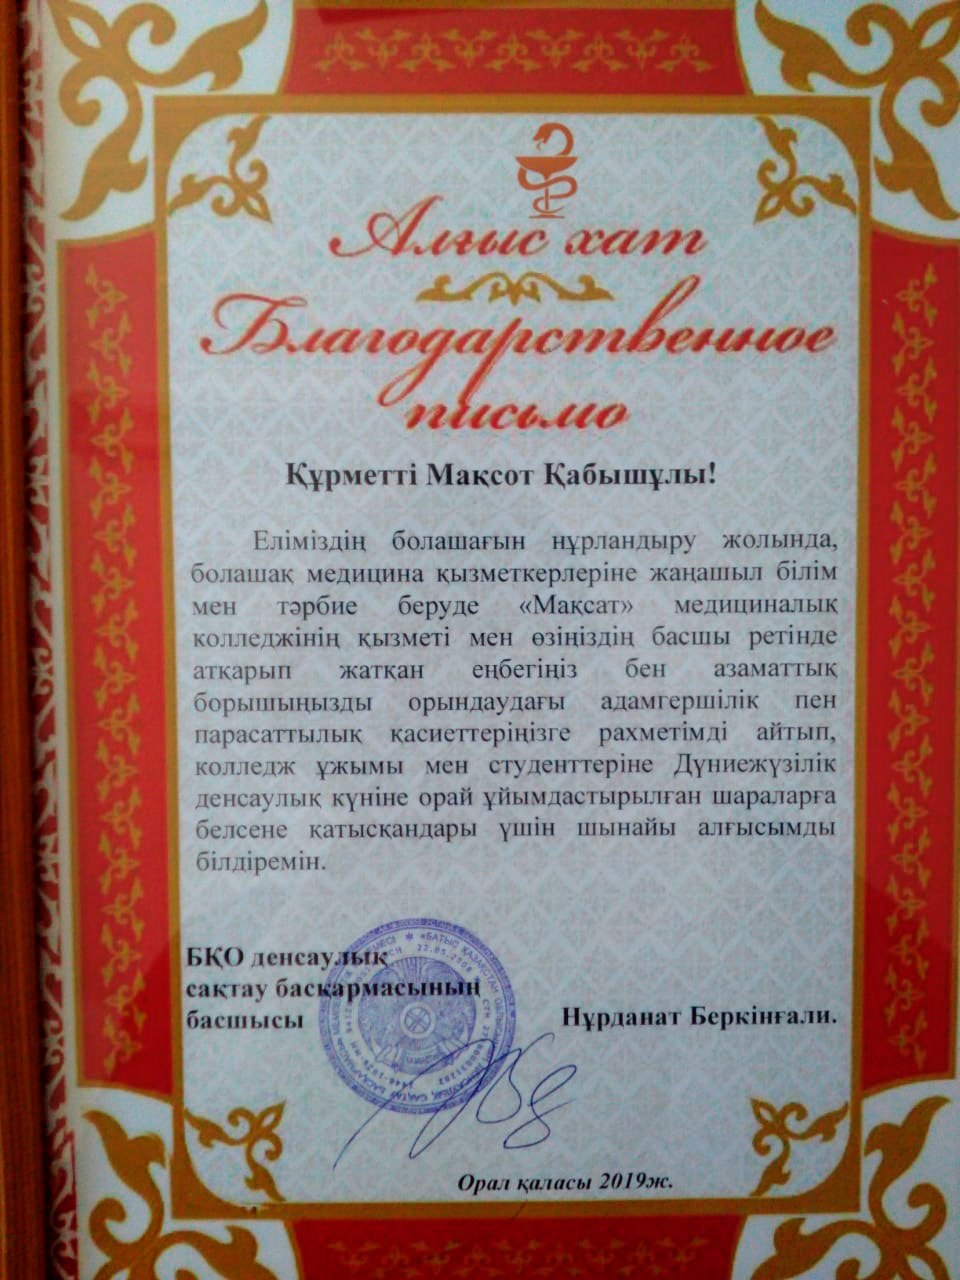 Алғыс хат
Благодарственное
письмо
Құрметті Мақсот Қабышұлы!
Еліміздің болашағын нұрландыру жолында,
болашақ медицина қызметкерлеріне жаңашыл білім
мен тәрбие беруде «Мақсат» медициналық
колледжінің қызметі мен өзіңіздің басшы ретінде
атқарып жатқан еңбегіңіз бен азаматтық
борышыңызды орындаудағы адамгершілік пен
парасаттылық қасиеттеріңізге рахметімді айтып,
колледж ұжымы мен студенттеріне Дүниежүзілік
денсаулық күніне орай ұйымдастырылған шараларға
белсене қатысқандары үшін шынайы алғысымды
білдіремін.
БҚО денсаулық
сақтау басқармасының
басшысы
Нұрданат Беркінғали.
«БАТЫС ҚАЗАҚСТАН
Орал қаласы 2019ж.